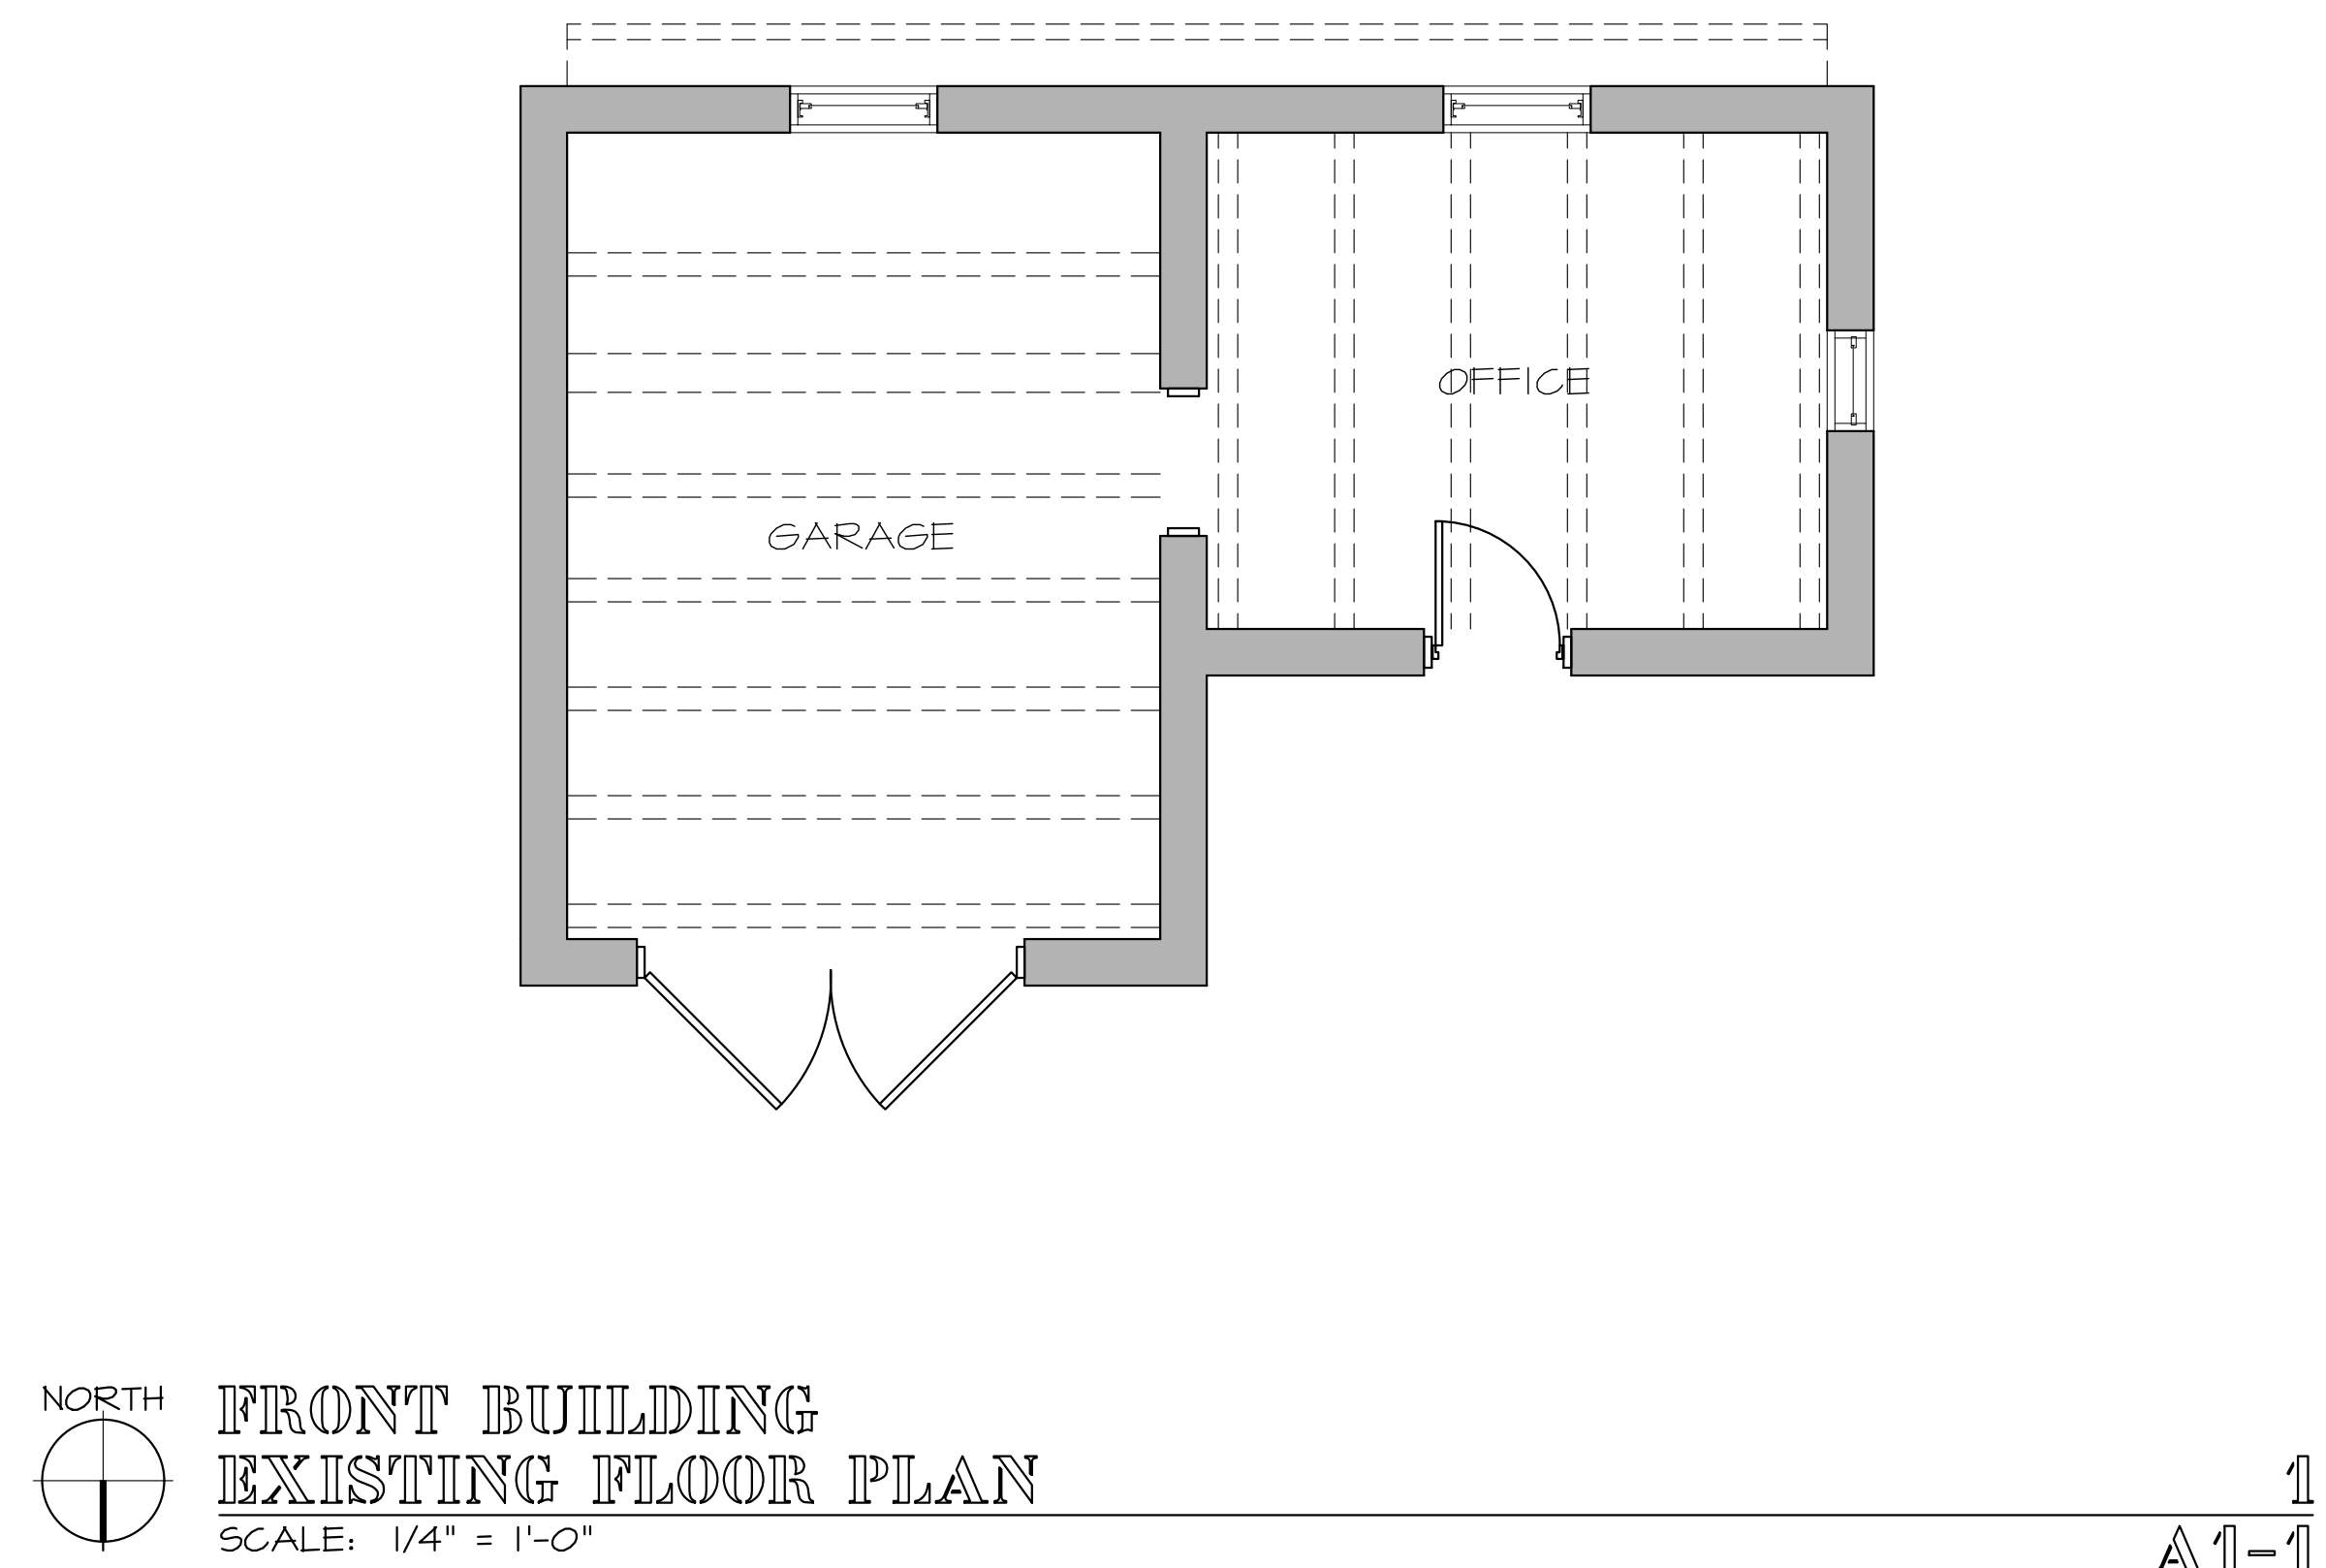 OFFICE
GARAGE
NORTH
FRONT BUILDING
EXISTING FLOOR PLAN
1
SCALE: 1/4" = 1'-0"
A1-1